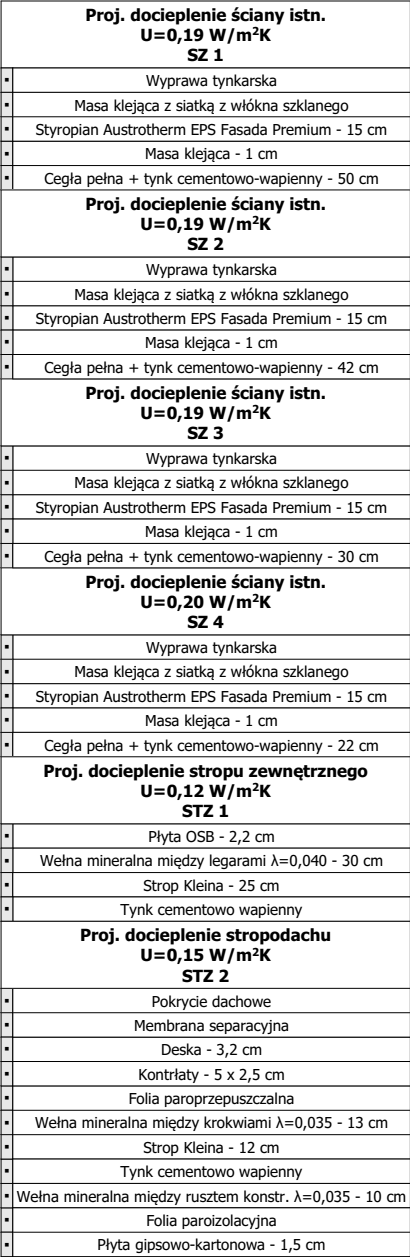 Proj. docieplenie ściany istn.
U=0,19 W/m²K
SZ 1
▪ Wyprawa tynkarska
▪ Masa klejąca z siatką z włókna szklanego
▪ Styropian Austrotherm EPS Fasada Premium - 15 cm
▪ Masa klejąca - 1 cm
▪ Cegła pełna + tynk cementowo-wapienny - 50 cm
Proj. docieplenie ściany istn.
U=0,19 W/m²K
SZ 2
▪ Wyprawa tynkarska
▪ Masa klejąca z siatką z włókna szklanego
▪ Styropian Austrotherm EPS Fasada Premium - 15 cm
▪ Masa klejąca - 1 cm
▪ Cegła pełna + tynk cementowo-wapienny - 42 cm
Proj. docieplenie ściany istn.
U=0,19 W/m²K
SZ 3
▪ Wyprawa tynkarska
▪ Masa klejąca z siatką z włókna szklanego
▪ Styropian Austrotherm EPS Fasada Premium - 15 cm
▪ Masa klejąca - 1 cm
▪ Cegła pełna + tynk cementowo-wapienny - 30 cm
Proj. docieplenie ściany istn.
U=0,20 W/m²K
SZ 4
▪ Wyprawa tynkarska
▪ Masa klejąca z siatką z włókna szklanego
▪ Styropian Austrotherm EPS Fasada Premium - 15 cm
▪ Masa klejąca - 1 cm
▪ Cegła pełna + tynk cementowo-wapienny - 22 cm
Proj. docieplenie stropu zewnętrznego
U=0,12 W/m²K
STZ 1
▪ Płyta OSB - 2,2 cm
▪ Wełna mineralna między legarami λ=0,040 - 30 cm
▪ Strop Kleina - 25 cm
▪ Tynk cementowo wapienny
Proj. docieplenie stropodachu
U=0,15 W/m²K
STZ 2
▪ Pokrycie dachowe
▪ Membrana separacyjna
▪ Deska - 3,2 cm
▪ Kontrłaty - 5 x 2,5 cm
▪ Folia paroprzepuszczalna
▪ Wełna mineralna między krokwiami λ=0,035 - 13 cm
▪ Strop Kleina - 12 cm
▪ Tynk cementowo wapienny
▪ Wełna mineralna między rusztem konstr. λ=0,035 - 10 cm
▪ Folia paroizolacyjna
▪ Płyta gipsowo-kartonowa - 1,5 cm